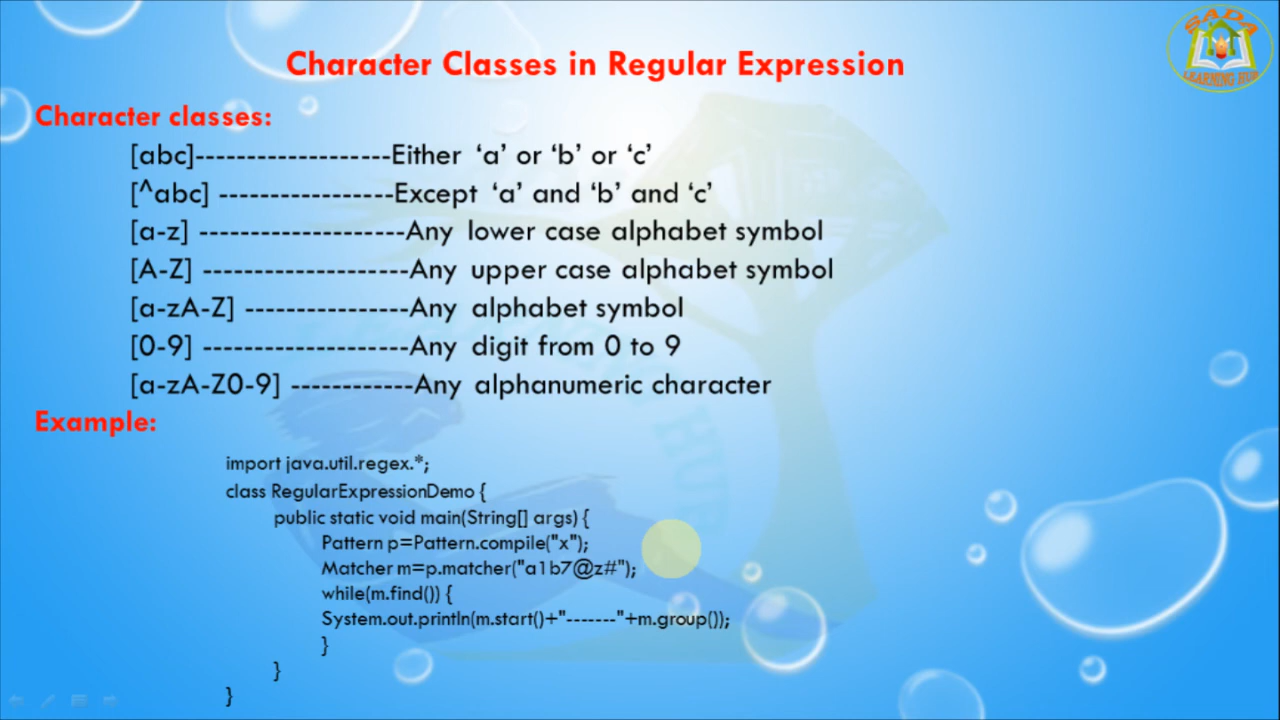 Character Classes in Regular Expression
SADA
LEARNING HUB
Character classes:
[abc]-------------------Either ‘a’ or ‘b’ or ‘c’
[^abc] -----------------Except ‘a’ and ‘b’ and ‘c’
[a-z] --------------------Any lower case alphabet symbol
[A-Z] --------------------Any upper case alphabet symbol
[a-zA-Z] ----------------Any alphabet symbol
[0-9] --------------------Any digit from 0 to 9
[a-zA-Z0-9] ------------Any alphanumeric character
Example:
import java.util.regex.*;
class RegularExpressionDemo {
public static void main(String[] args) {
Pattern p=Pattern.compile("x");
Matcher m=p.matcher("a1b7@z#");
while(m.find()) {
System.out.println(m.start()+"-------"+m.group());
}
}
}